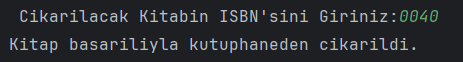 Cikarilacak Kitabin ISBN'sini Giriniz:0040
Kitap basariliyla kutuphaneden cikarildi.